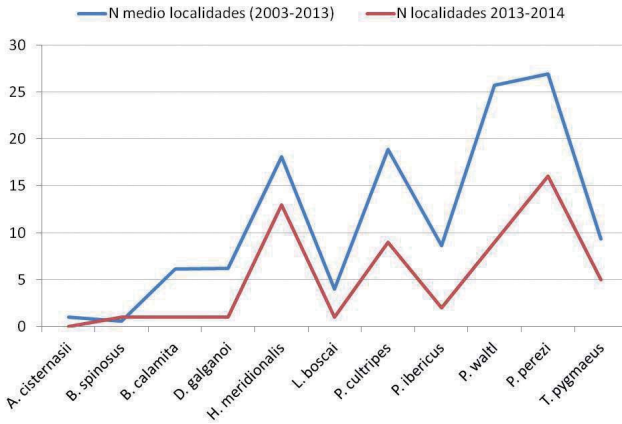 N medio localidades (2003-2013)
N localidades 2013-2014
30
25
20
15
10
5
0
A. cisternasii
B. spinosus
B. calamita
D. galganoi
H. meridionalis
L. boscai
P. cultripes
P. ibericus
P. waltl
P. perezi
T. pygmaeus